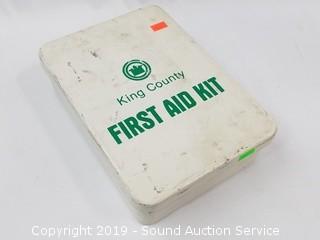 King County
FIRST AID KIT
Copyright 2019 - Sound Auction Service